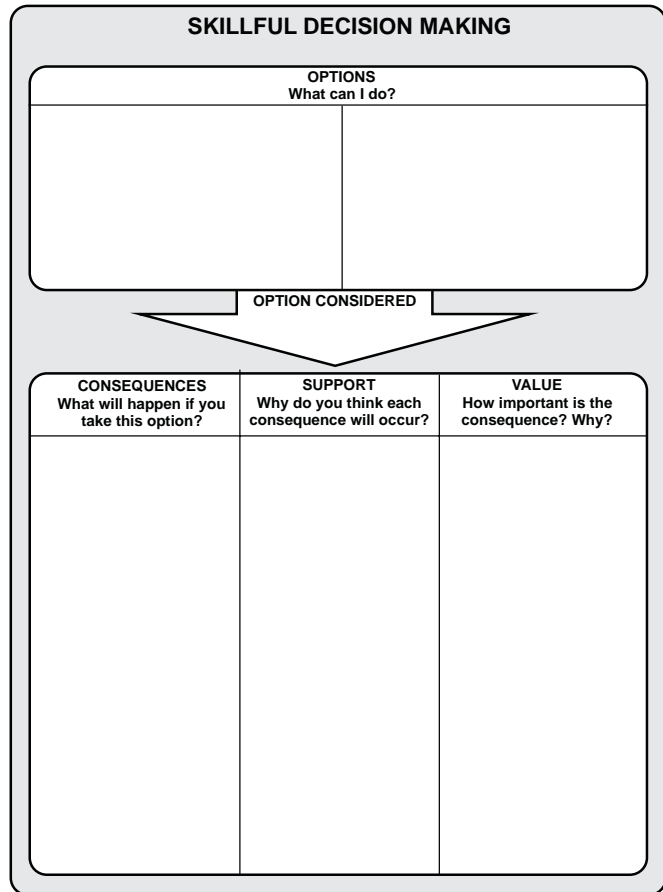 SKILLFUL DECISION MAKING
OPTIONS
What can I do?
OPTION CONSIDERED
CONSEQUENCES
What will happen if you
take this option?
SUPPORT
Why do you think each
consequence will occur?
VALUE
How important is the
consequence? Why?